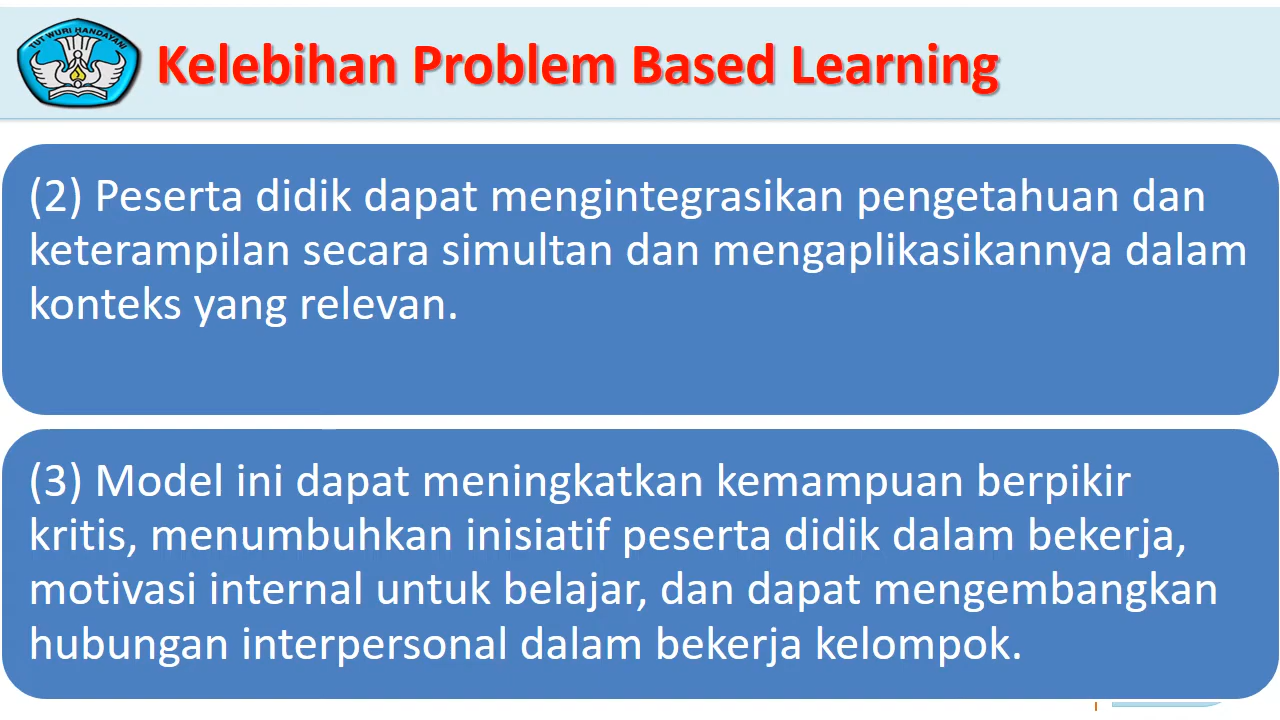 TUT WURI HANDAYANI
Kelebihan Problem Based Learning
(2) Peserta didik dapat mengintegrasikan pengetahuan dan
keterampilan secara simultan dan mengaplikasikannya dalam
konteks yang relevan.
(3) Model ini dapat meningkatkan kemampuan berpikir
kritis, menumbuhkan inisiatif peserta didik dalam bekerja,
motivasi internal untuk belajar, dan dapat mengembangkan
hubungan interpersonal dalam bekerja kelompok.